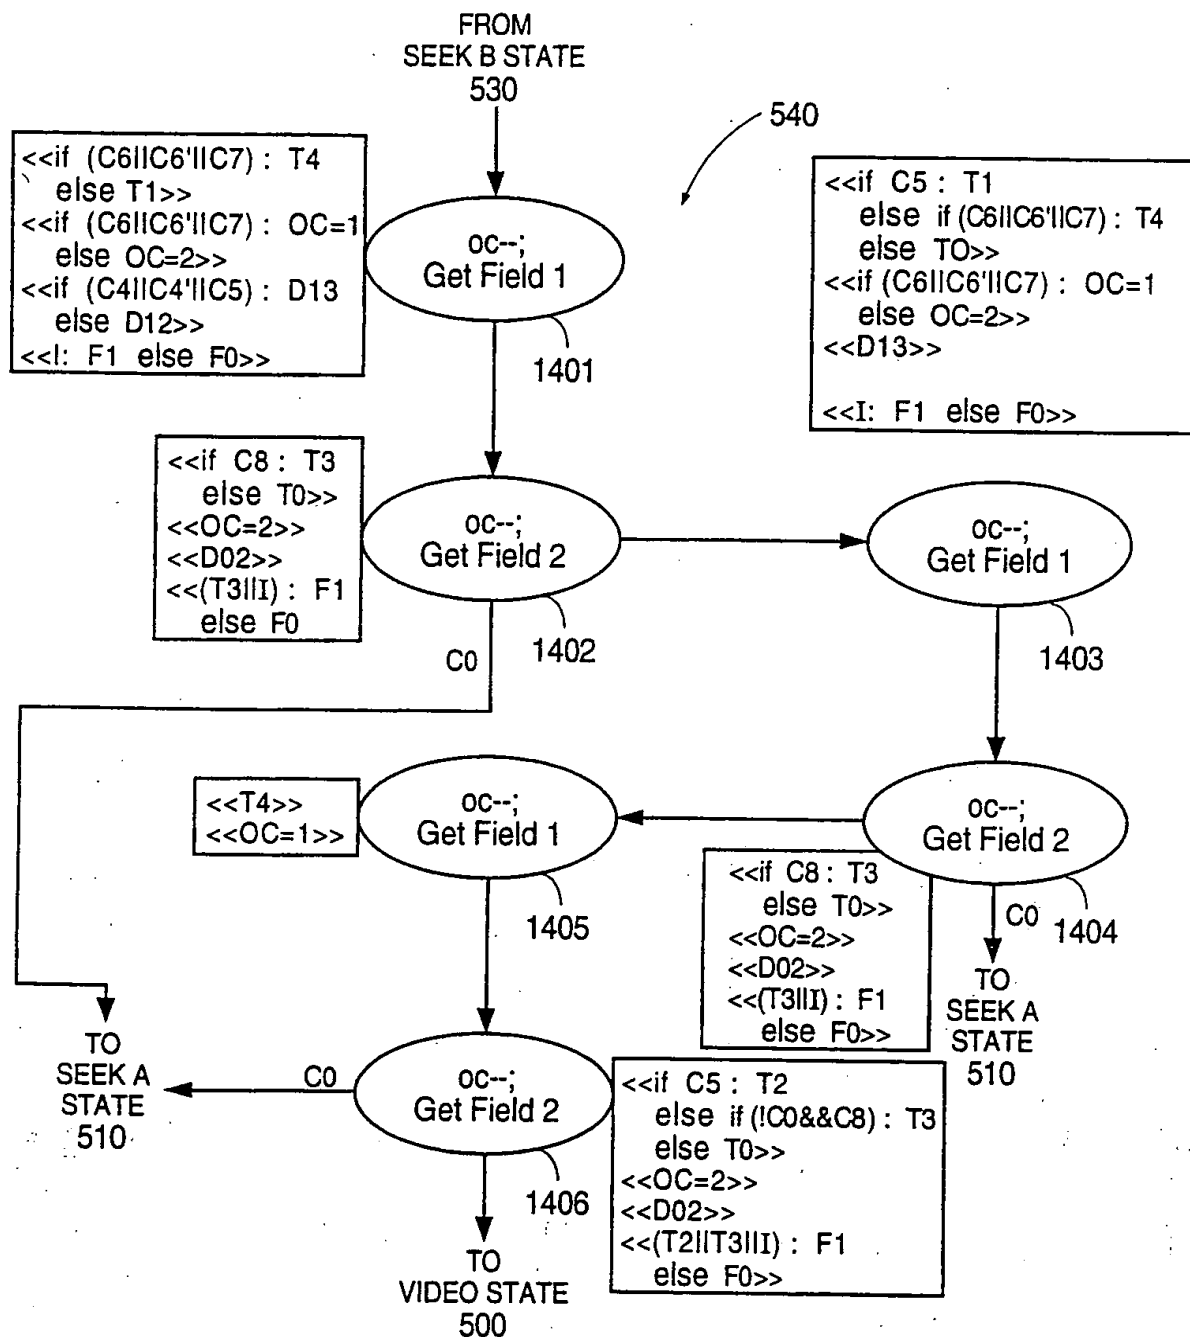 FROM
SEEK B STATE
530
540
<<if (C6||C6'||C7) : T4
else T1>>
<<if (C6||C6'||C7) : OC=1
else OC=2>>
<<if (C4||C4'||C5) : D13
else D12>>
<<I: F1 else F0>>
oc--;
Get Field 1
1401
<<if C5 : T1
else if (C6||C6'||C7) : T4
else TO>>
<<if (C6||C6'||C7) : OC=1
else OC=2>>
<<D13>>
<<I: F1 else F0>>
<<if C8 : T3
else T0>>
<<OC=2>>
<<D02>>
<<(T3||I) : F1
else F0
oc--;
Get Field 2
1402
C0
oc--;
Get Field 1
1403
<<T4>>
<<OC=1>>
oc--;
Get Field 1
1405
oc--;
Get Field 2
1404
<<if C8 : T3
else T0>>
<<OC=2>>
<<D02>>
<<(T3||I) : F1
else F0>>
C0
TO
SEEK A
STATE
510
TO
SEEK A
STATE
510
C0
oc--;
Get Field 2
1406
<<if C5 : T2
else if (!C0&&C8) : T3
else T0>>
<<OC=2>>
<<D02>>
<<(T2||T3||I) : F1
else F0>>
TO
VIDEO STATE
500